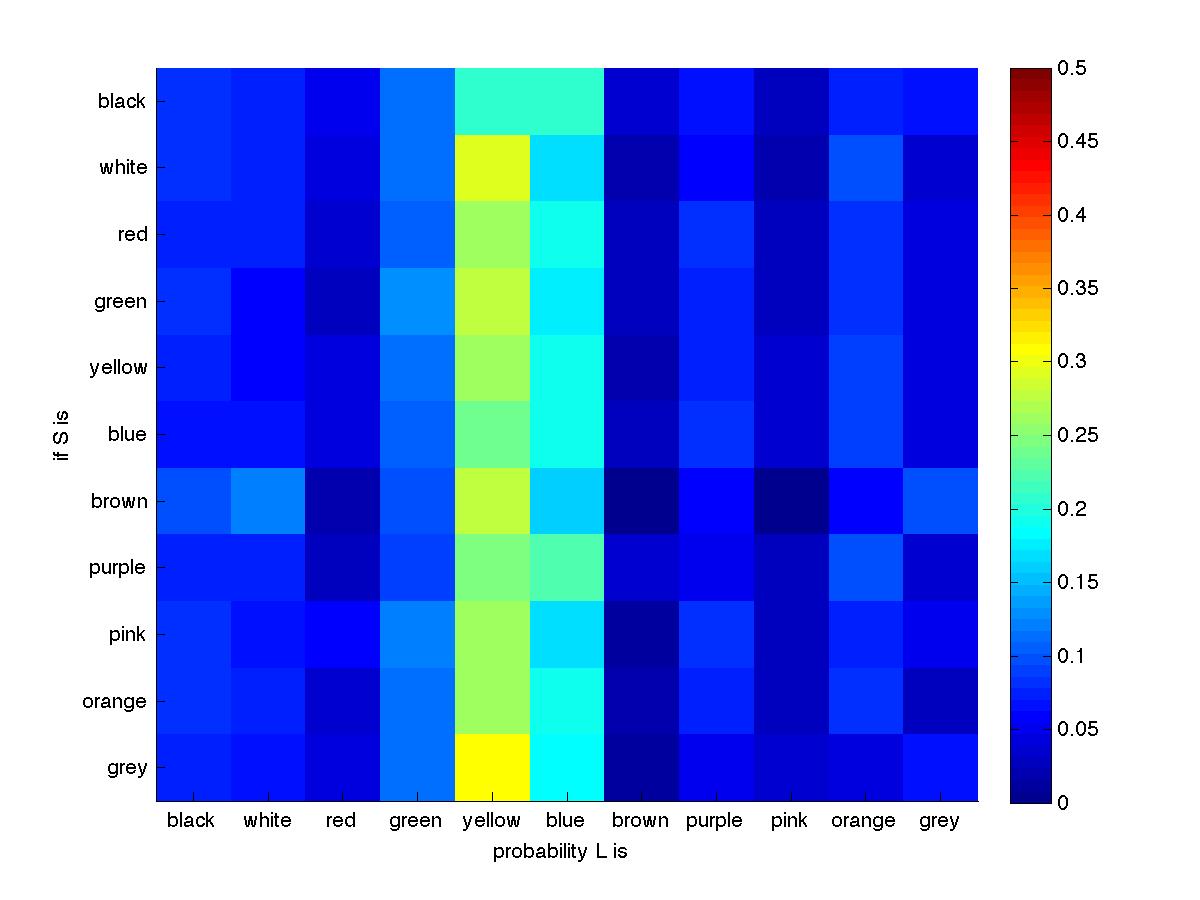 black
white
red
green
yellow
blue
brown
purple
pink
orange
grey
if S is
black white red green yellow blue brown purple pink orange grey
probability L is
0.5
0.45
0.4
0.35
0.3
0.25
0.2
0.15
0.1
0.05
0